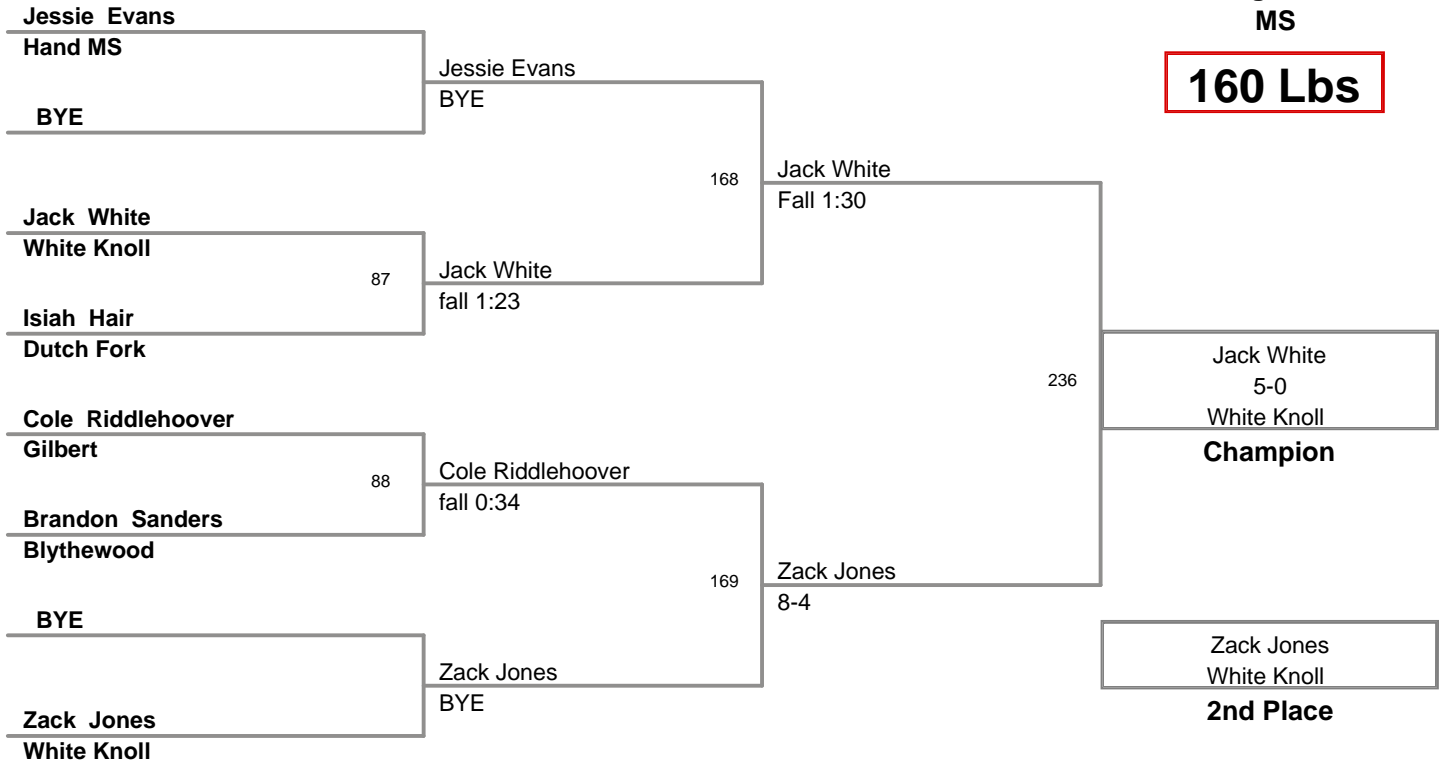 MS
160 Lbs
Jessie Evans
Hand MS
BYE
Jack White
White Knoll
Isiah Hair
Dutch Fork
Cole Riddlehoover
Gilbert
Brandon Sanders
Blythewood
BYE
Zack Jones
White Knoll
87
88
Jessie Evans
BYE
Jack White
fall 1:23
Cole Riddlehoover
fall 0:34
Zack Jones
BYE
168
169
Jack White
Fall 1:30
Zack Jones
8-4
236
Jack White
5-0
White Knoll
Champion
Zack Jones
White Knoll
2nd Place